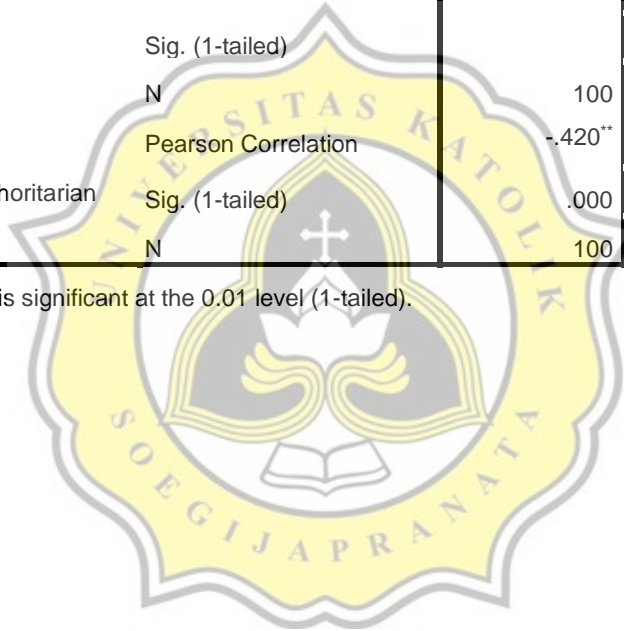 Sig. (1-tailed)
N 100
Pearson Correlation -.420**
horitarian Sig. (1-tailed) .000
N 100
is significant at the 0.01 level (1-tailed).
UNIVERSITAS KATOLIK
SOEGIJAPRANATA